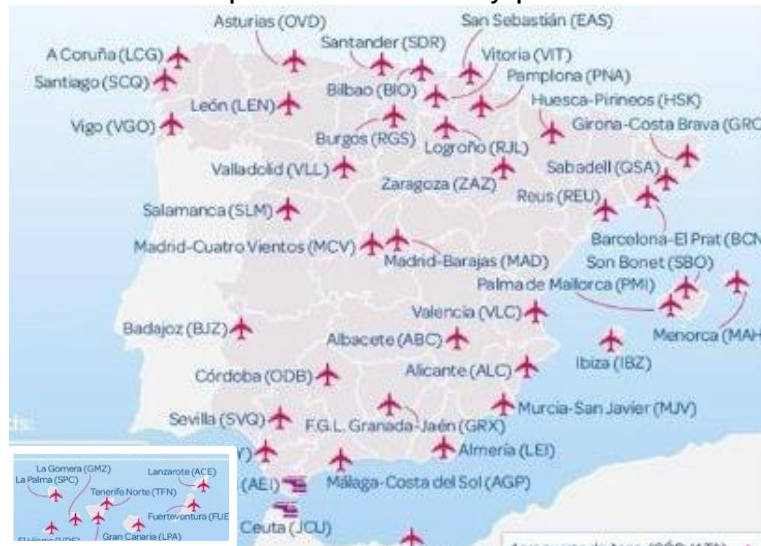 Asturias (OVD)
San Sebastián (EAS)
Santander (SDR)
A Coruña (LCG)
Vitoria (VIT)
Santiago (SCQ)
Bilbao (BIO)
Pamplona (PNA)
León (LEN)
Huesca-Pirineos (HSK)
Vigo (VGO)
Burgos (RGS)
Logroño (RJL)
Girona-Costa Brava (GRO
Valladolid (VLL)
Zaragoza (ZAZ)
Sabadell (QSA)
Reus (REU)
Salamanca (SLM)
Barcelona-El Prat (BCN
Madrid-Cuatro Vientos (MCV)
Madrid-Barajas (MAD)
Son Bonet (SBO)
Palma de Mallorca (PMI)
Valencia (VLC)
Menorca (MAH
Badajoz (BJZ)
Albacete (ABC)
Ibiza (IBZ)
Córdoba (ODB)
Alicante (ALC)
Murcia-San Javier (MJV)
Sevilla (SVQ)
F.G.L. Granada-Jaén (GRX)
Almería (LEI)
(AEI)
Málaga-Costa del Sol (AGP)
Ceuta (JCU)
La Gomera (GMZ)
La Palma (SPC)
Lanzarote (ACE)
Tenerife Norte (TFN)
Fuerteventura (FUE
Gran Canaria (LPA)